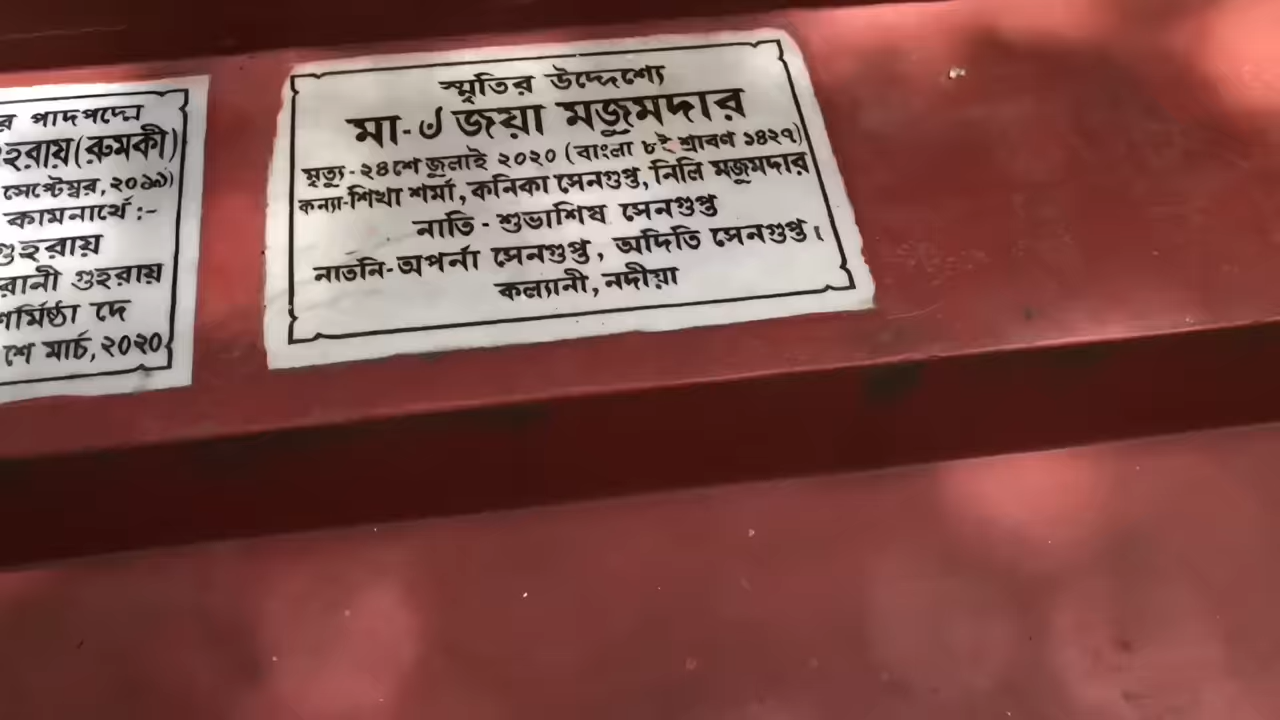 র পাদপদ্মে
হরায়(রুমকী)
সেপ্টেম্বর, ২০১৯)
কামনার্থে :-
গুহরায়
রানী গুহরায়
শর্মিষ্ঠা দে
শে মার্চ, ২০২০
স্মৃতির উদ্দেশ্যে
মা-ঁজয়া মজুমদার
মৃত্যু - ২৪শে জুলাই ২০২০ (বাংলা ৮ই শ্রাবণ ১৪২৭)
কন্যা-শিখা শর্মা, কনিকা সেনগুপ্ত, নিলি মজুমদার
নাতি - শুভাশিষ সেনগুপ্ত
নাতনি-অপর্না সেনগুপ্ত, অদিতি সেনগুপ্ত।
কল্যানী, নদীয়া